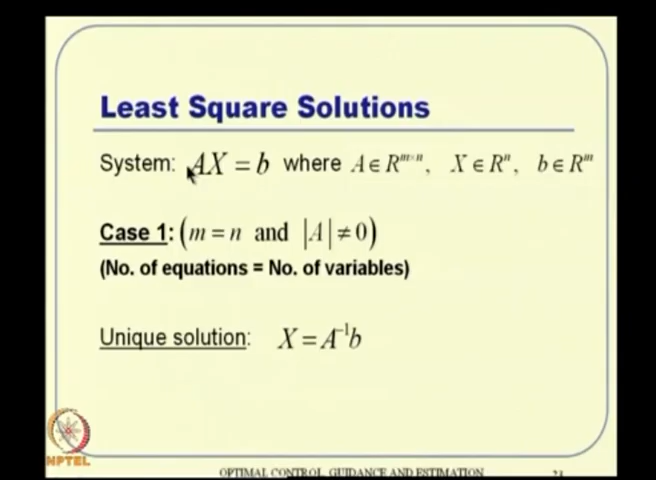 Least Square Solutions
System: AX = b where A ∈ R^{m×n}, X ∈ R^n, b ∈ R^m
Case 1: (m = n and |A| ≠ 0)
(No. of equations = No. of variables)
Unique solution: X = A^{-1}b
NPTEL
OPTIMAL CONTROL, GUIDANCE AND ESTIMATION